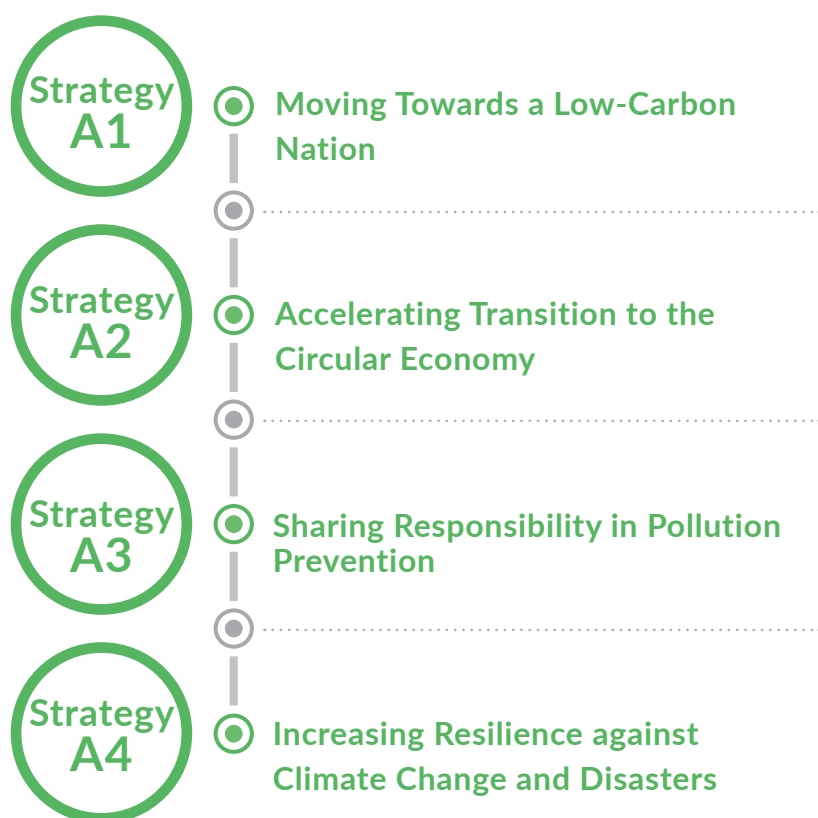 Strategy
A1
Moving Towards a Low-Carbon
Nation
Strategy
A2
Accelerating Transition to the
Circular Economy
Strategy
A3
Sharing Responsibility in Pollution
Prevention
Strategy
A4
Increasing Resilience against
Climate Change and Disasters